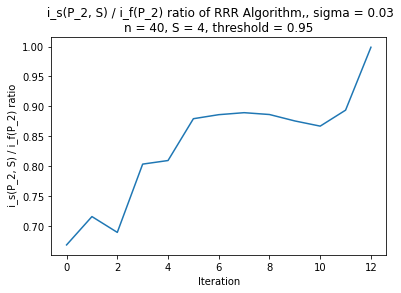 i_s(P_2, S) / i_f(P_2) ratio of RRR Algorithm,, sigma = 0.03
n = 40, S = 4, threshold = 0.95
1.00
0.95
0.90
0.85
0.80
0.75
0.70
i_s(P_2, S) / i_f(P_2) ratio
0 2 4 6 8 10 12
Iteration